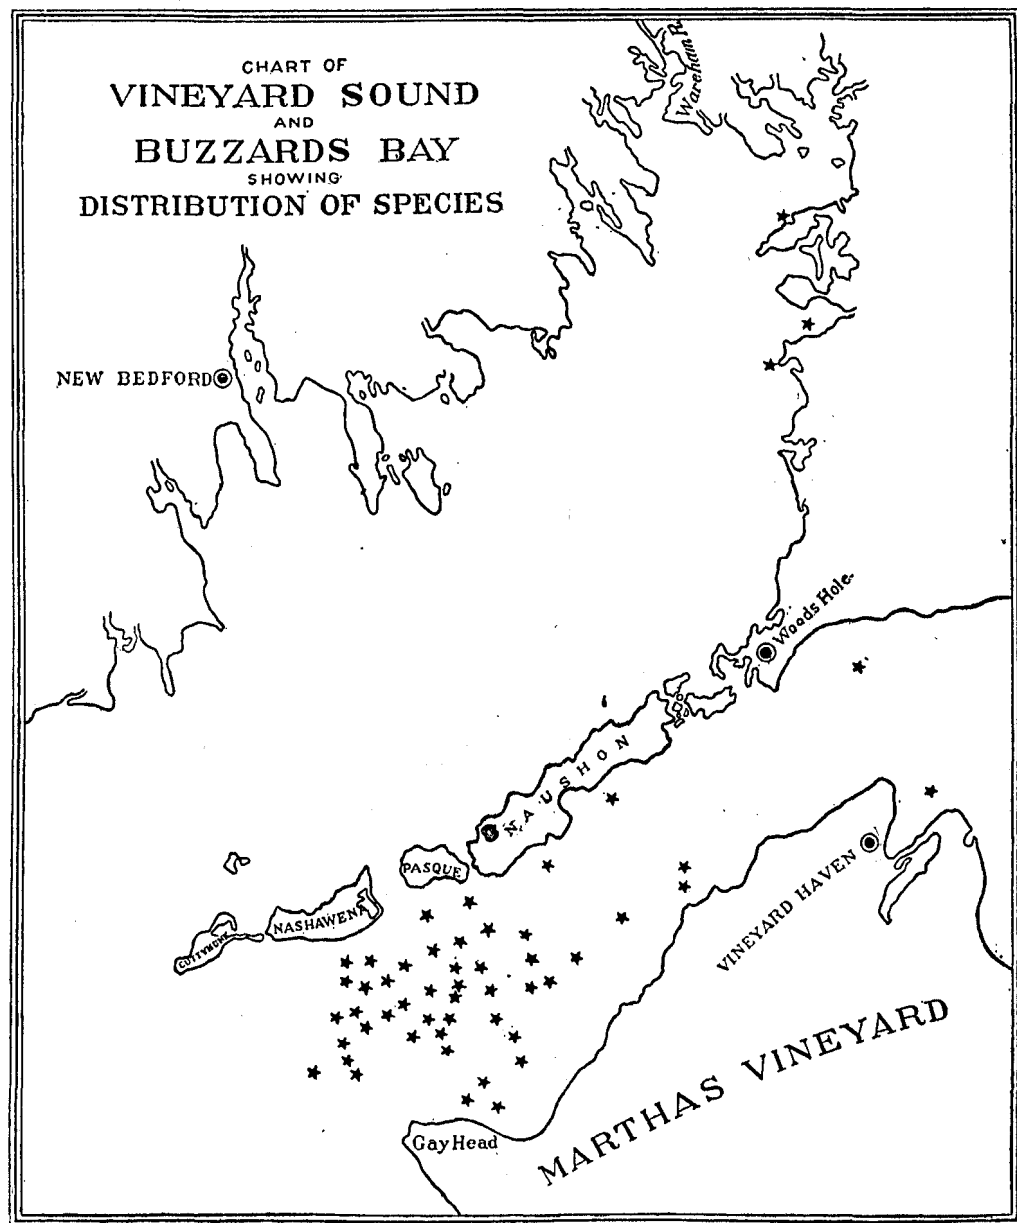 CHART OF
VINEYARD SOUND
AND
BUZZARDS BAY
SHOWING
DISTRIBUTION OF SPECIES
Wareham R.
NEW BEDFORD
Woods Hole.
NAUSHON
PASQUE
NASHAWENA
CUTTYHUNK
VINEYARD HAVEN
MARTHAS VINEYARD
Gay Head